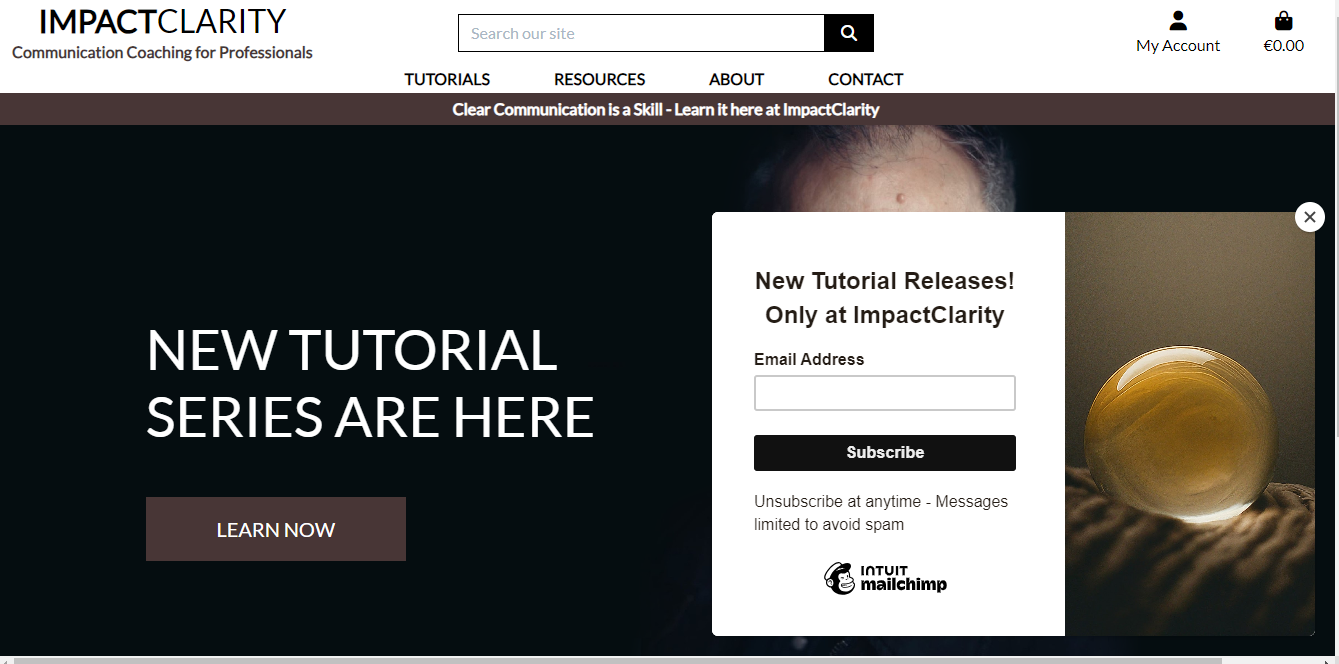 IMPACTCLARITY
Communication Coaching for Professionals
Search our site
My Account
€0.00
TUTORIALS
RESOURCES
ABOUT
CONTACT
Clear Communication is a Skill - Learn it here at ImpactClarity
NEW TUTORIAL
SERIES ARE HERE
LEARN NOW
New Tutorial Releases!
Only at ImpactClarity
Email Address
Subscribe
Unsubscribe at anytime - Messages
limited to avoid spam
INTUIT
mailchimp